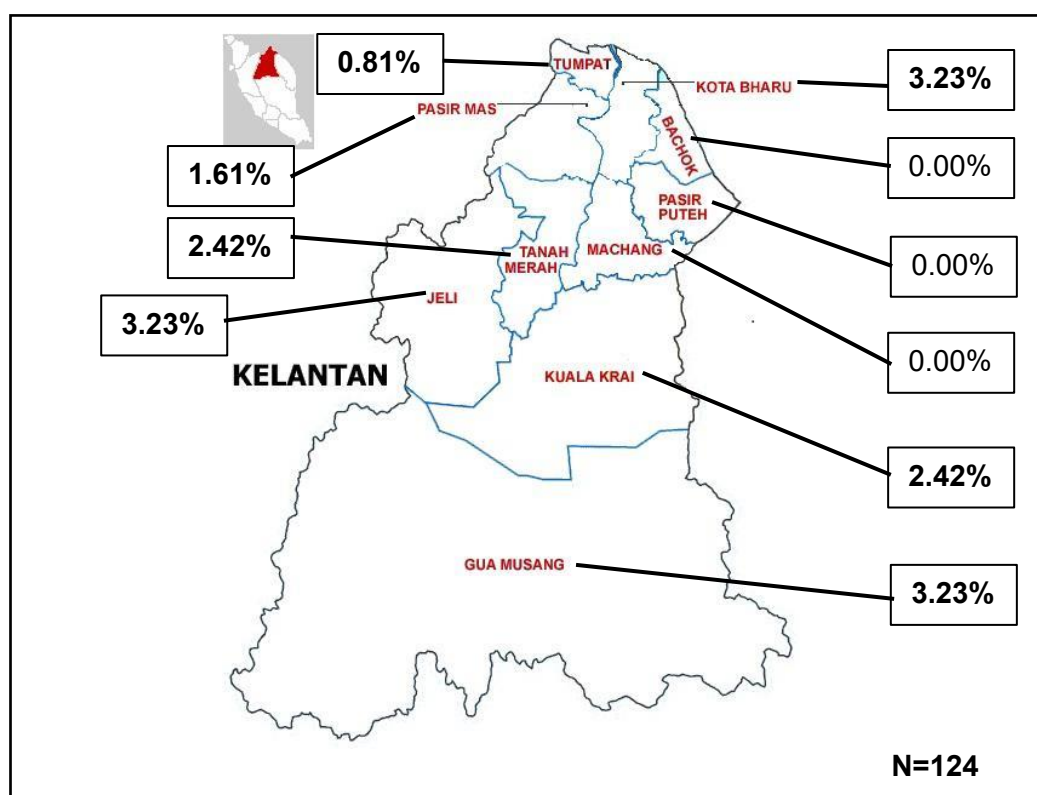 0.81%
TUMPAT
KOTA BHARU
3.23%
PASIR MAS
BACHOK
0.00%
1.61%
PASIR
PUTEH
2.42%
TANAH
MERAH
MACHANG
0.00%
JELI
3.23%
0.00%
KELANTAN
KUALA KRAI
2.42%
GUA MUSANG
3.23%
N=124